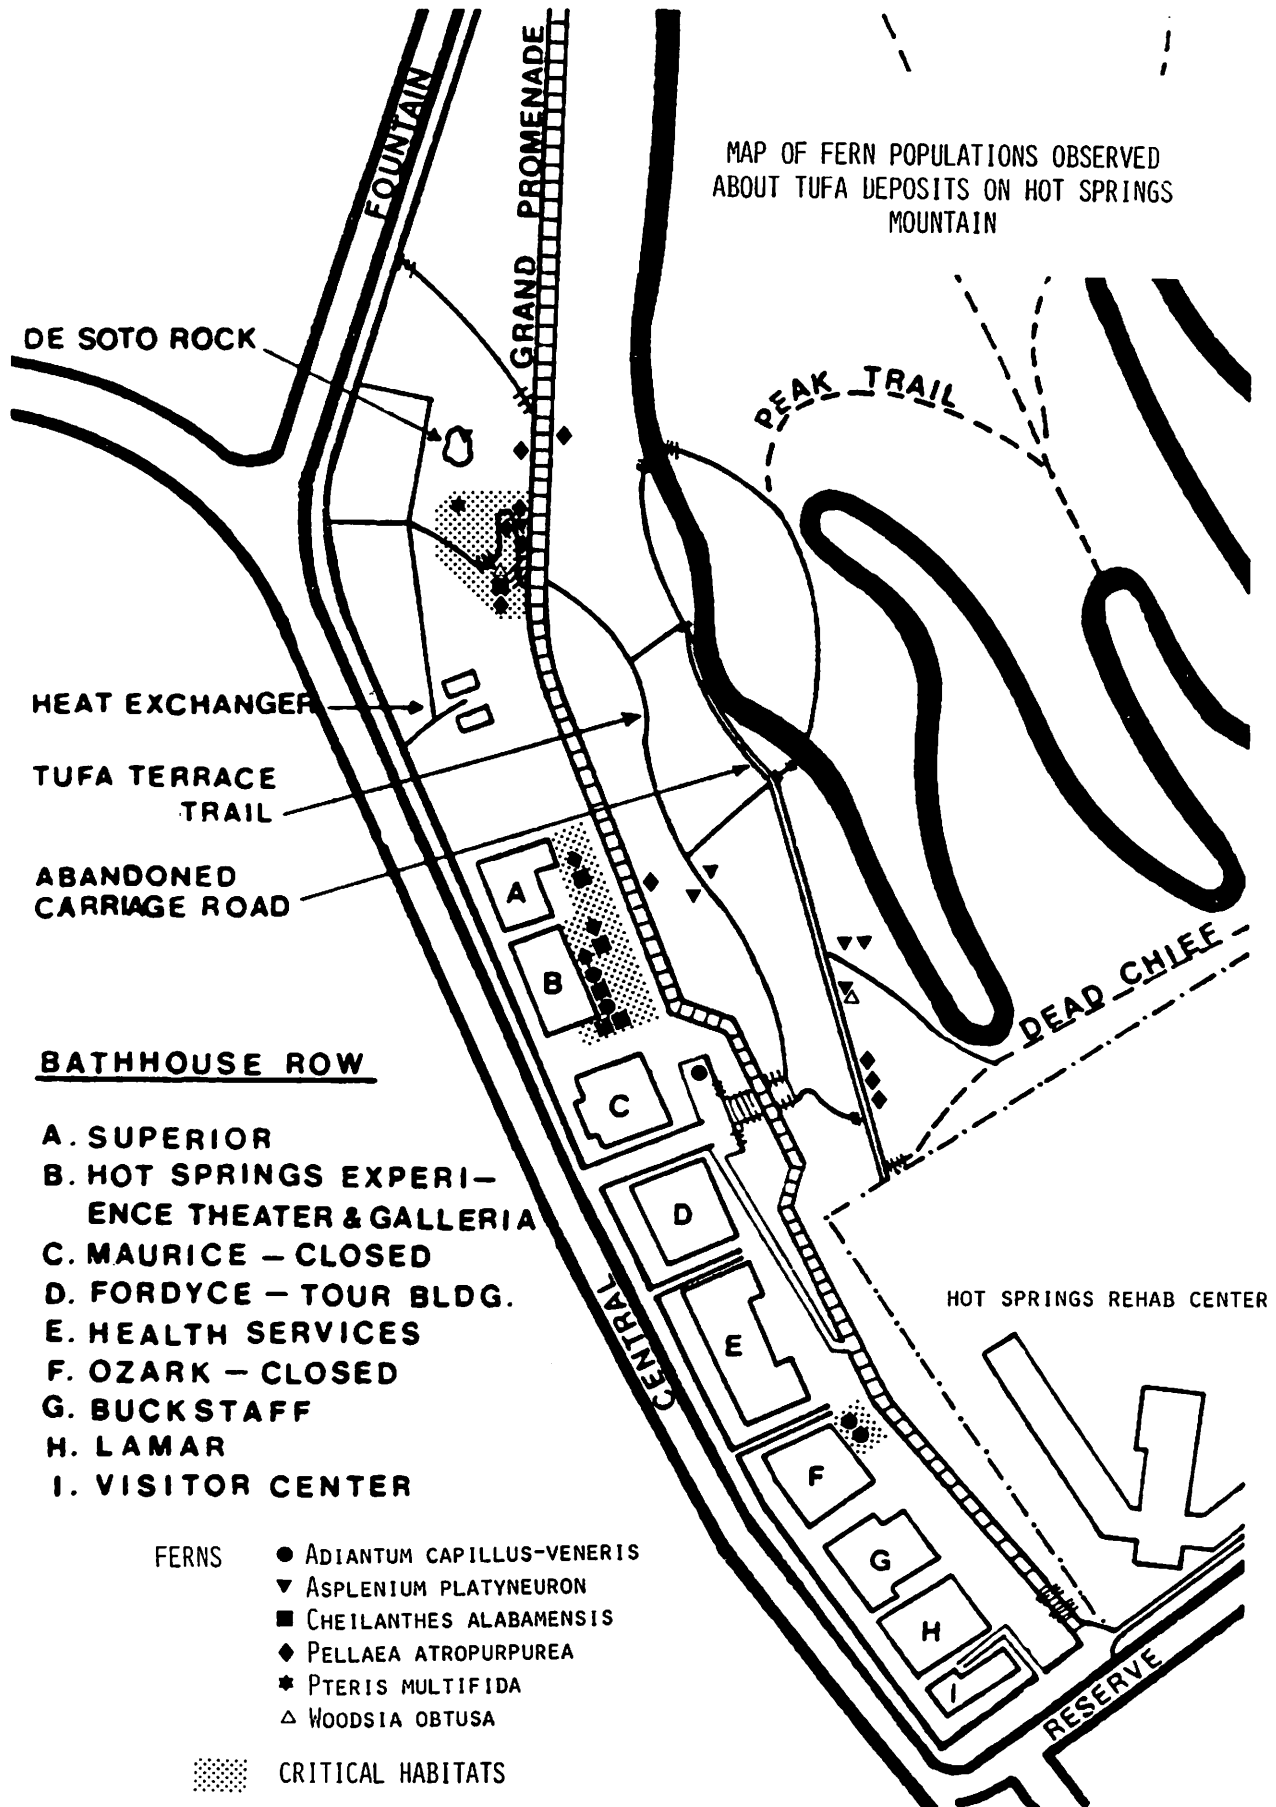 FOUNTAIN
GRAND PROMENADE
MAP OF FERN POPULATIONS OBSERVED
ABOUT TUFA DEPOSITS ON HOT SPRINGS
MOUNTAIN
DE SOTO ROCK
PEAK TRAIL
HEAT EXCHANGER
TUFA TERRACE
TRAIL
ABANDONED
CARRIAGE ROAD
A
B
C
D
E
F
G
H
I
DEAD CHIEF
BATHHOUSE ROW
A. SUPERIOR
B. HOT SPRINGS EXPERI-
ENCE THEATER & GALLERIA
C. MAURICE – CLOSED
D. FORDYCE – TOUR BLDG.
E. HEALTH SERVICES
F. OZARK – CLOSED
G. BUCKSTAFF
H. LAMAR
I. VISITOR CENTER
CENTRAL
HOT SPRINGS REHAB CENTER
RESERVE
FERNS
● ADIANTUM CAPILLUS-VENERIS
▼ ASPLENIUM PLATYNEURON
■ CHEILANTHES ALABAMENSIS
◆ PELLAEA ATROPURPUREA
✱ PTERIS MULTIFIDA
△ WOODSIA OBTUSA
CRITICAL HABITATS